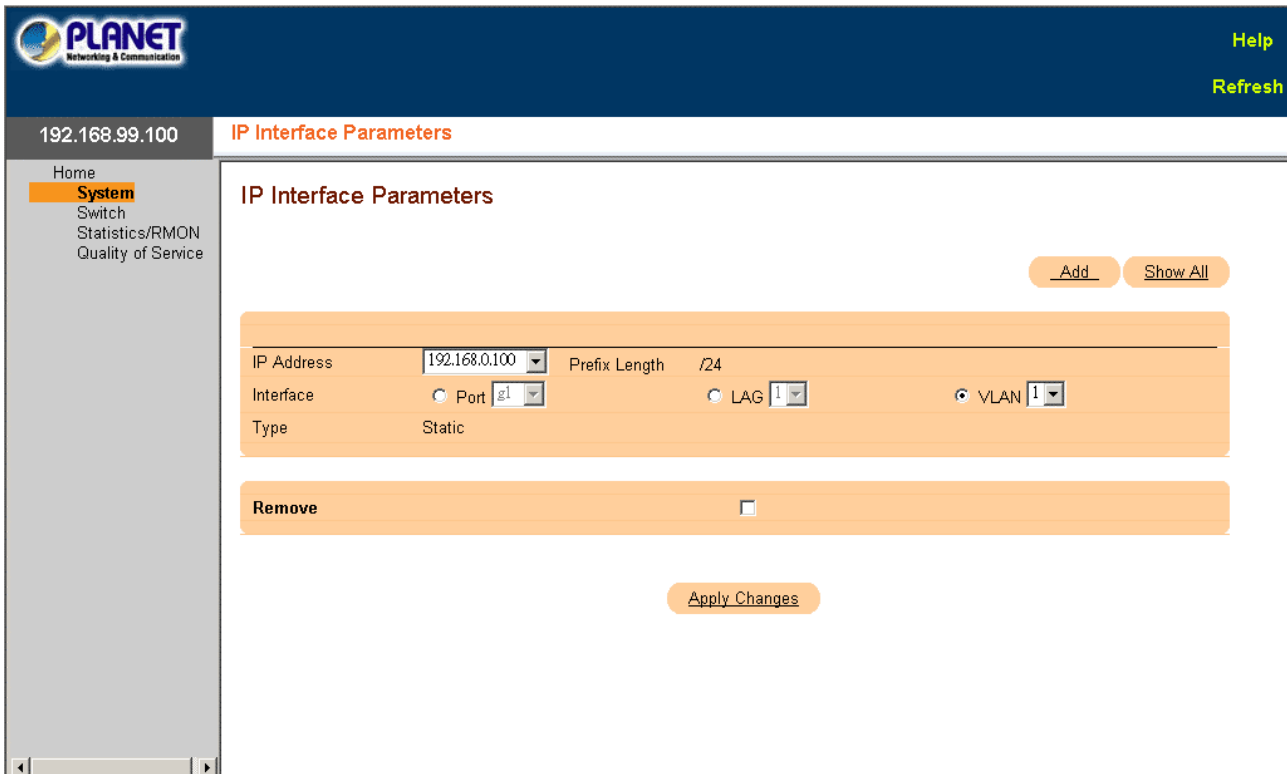 PLANET
Networking & Communication
Help
Refresh
192.168.99.100
IP Interface Parameters
Home
System
Switch
Statistics/RMON
Quality of Service
IP Interface Parameters
Add Show All
IP Address 192.168.0.100 Prefix Length /24
Interface Port g1 LAG 1 VLAN 1
Type Static
Remove
Apply Changes